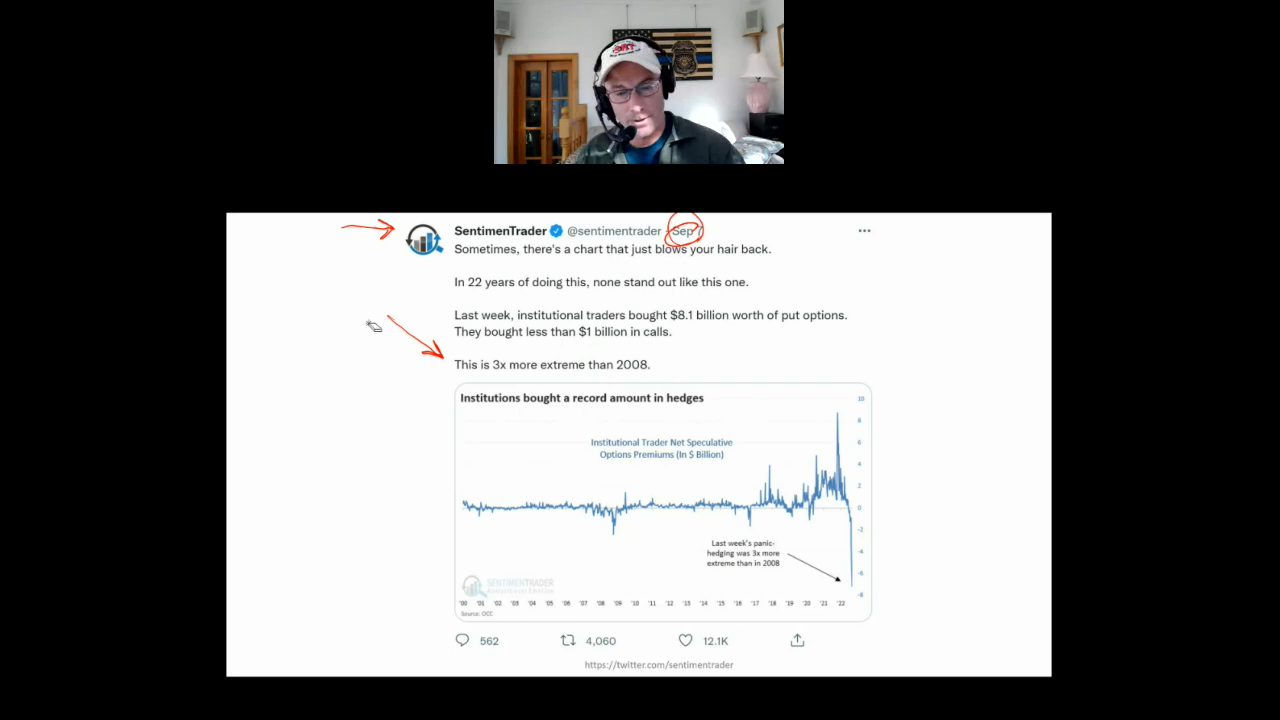 SentimenTrader @sentimentrader · Sep 7
Sometimes, there's a chart that just blows your hair back.
In 22 years of doing this, none stand out like this one.
Last week, institutional traders bought $8.1 billion worth of put options.
They bought less than $1 billion in calls.
This is 3x more extreme than 2008.
Institutions bought a record amount in hedges
Institutional Trader Net Speculative
Options Premiums (In $ Billion)
10
8
6
4
2
0
-2
-4
-6
-8
Last week's panic-
hedging was 3x more
extreme than in 2008
SENTIMENTRADER
'00 '01 '02 '03 '04 '05 '06 '07 '08 '09 '10 '11 '12 '13 '14 '15 '16 '17 '18 '19 '20 '21 '22
Source: OCC
562 4,060 12.1K
https://twitter.com/sentimentrader